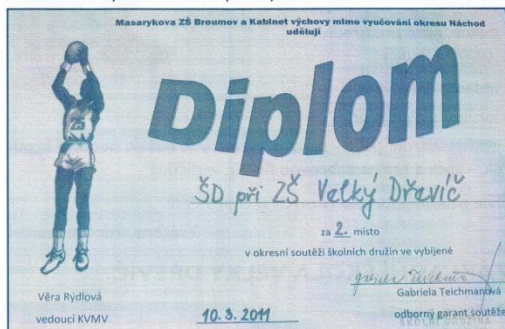 Masarykova ZŠ Broumov a Kabinet výchovy mimo vyučování okresu Náchod
udělují
Diplom
ŠD při ZŠ Velký Dřevíč
za 2. místo
v okresní soutěži školních družin ve vybíjené
Věra Rýdlová
vedoucí KVMV
10. 3. 2011
Gabriela Teichmanová
odborný garant soutěže